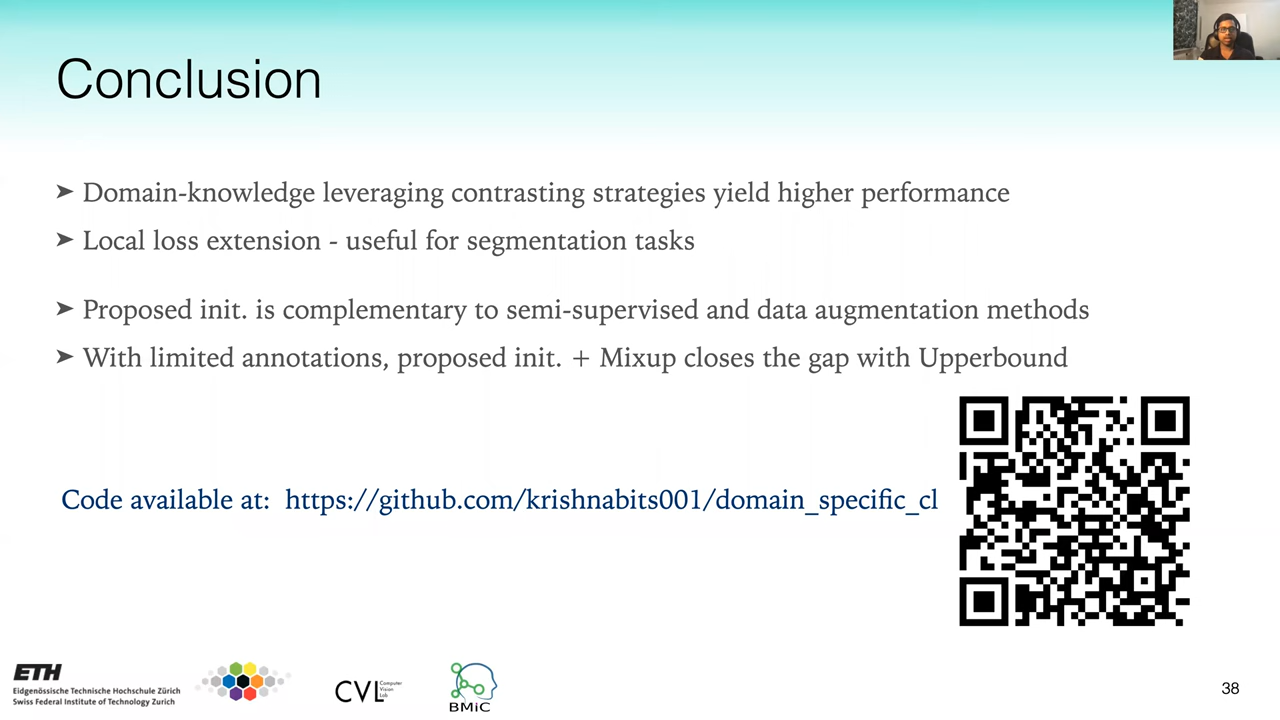 Conclusion
➤ Domain-knowledge leveraging contrasting strategies yield higher performance
➤ Local loss extension - useful for segmentation tasks
➤ Proposed init. is complementary to semi-supervised and data augmentation methods
➤ With limited annotations, proposed init. + Mixup closes the gap with Upperbound
Code available at: https://github.com/krishnabits001/domain_specific_cl
ETH
Eidgenössische Technische Hochschule Zürich
Swiss Federal Institute of Technology Zurich
CVL Computer
Vision
Lab
BMiC
38